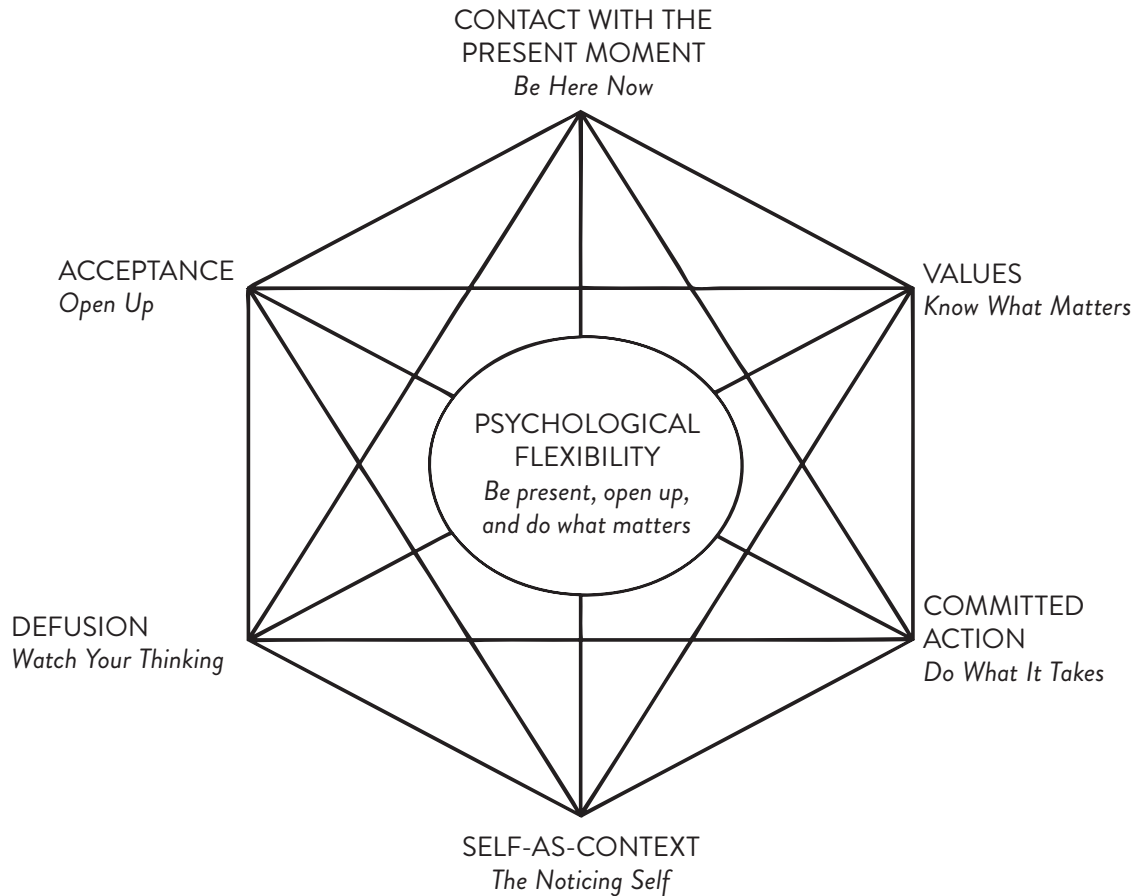 CONTACT WITH THE
PRESENT MOMENT
Be Here Now
ACCEPTANCE
Open Up
VALUES
Know What Matters
PSYCHOLOGICAL
FLEXIBILITY
Be present, open up,
and do what matters
DEFUSION
Watch Your Thinking
COMMITTED
ACTION
Do What It Takes
SELF-AS-CONTEXT
The Noticing Self